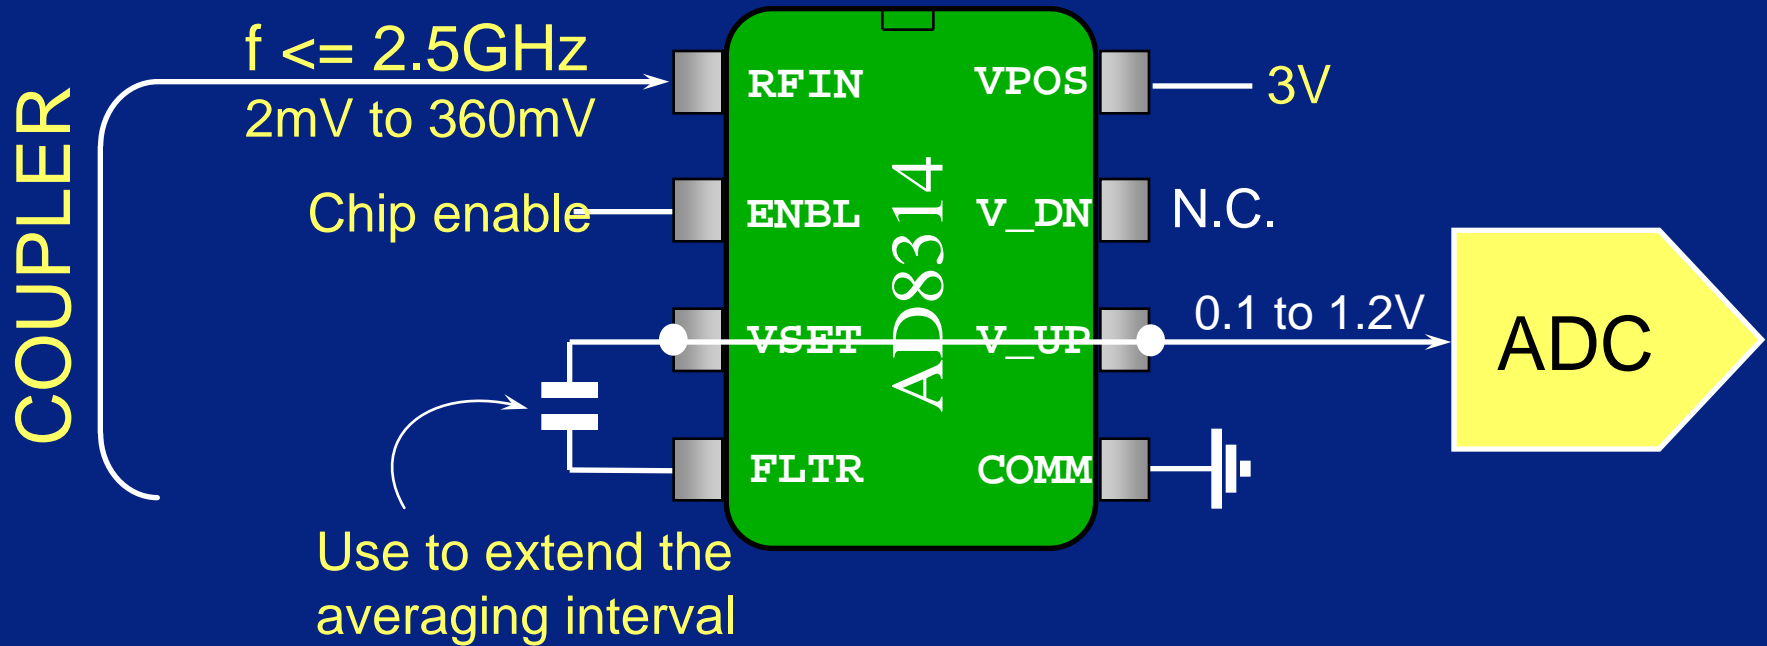 COUPLER
f <= 2.5GHz
2mV to 360mV
Chip enable
Use to extend the
averaging interval
RFIN
ENBL
VSET
FLTR
AD8314
VPOS
V_DN
V_UP
COMM
3V
N.C.
0.1 to 1.2V
ADC